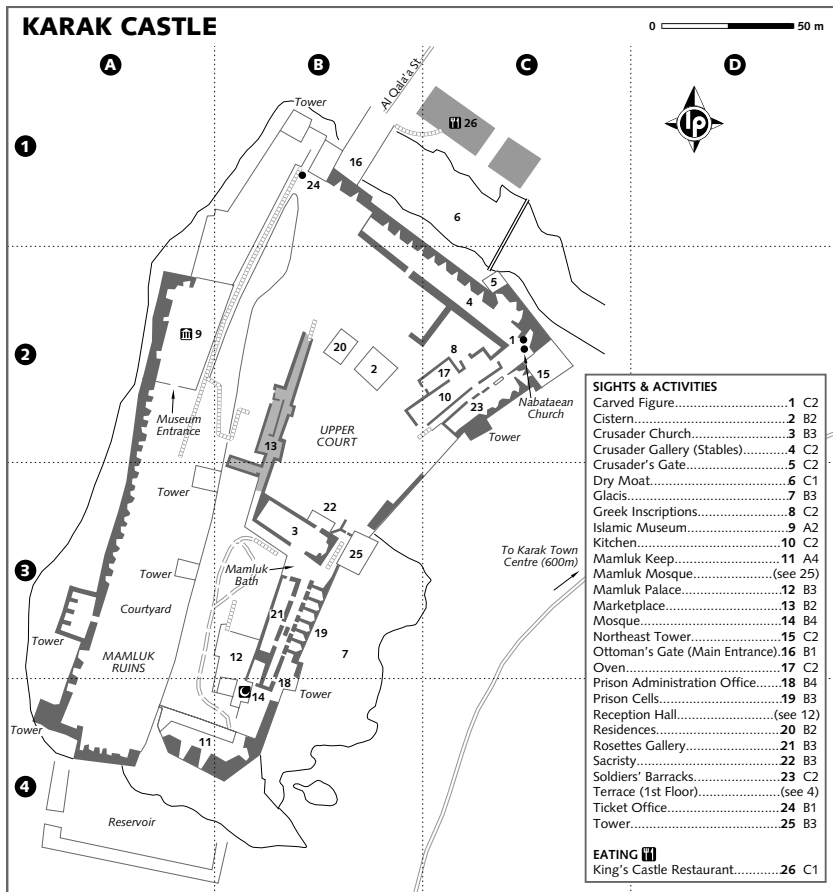 KARAK CASTLE
0 50 m
A
B
C
D
1
2
3
4
lp
Al Qala'a St
Tower
26
16
24
6
5
4
9
1
8
20
2
17
15
10
23
Museum
Entrance
Nabataean
Church
UPPER
COURT
Tower
13
Tower
22
3
25
Mamluk
Bath
To Karak Town
Centre (600m)
Tower
Courtyard
21
19
Tower
MAMLUK
RUINS
12
7
18
14
Tower
Tower
11
Reservoir
SIGHTS & ACTIVITIES
Carved Figure.......................1 C2
Cistern.................................2 B2
Crusader Church..................3 B3
Crusader Gallery (Stables).....4 C2
Crusader's Gate....................5 C2
Dry Moat.............................6 C1
Glacis...................................7 B3
Greek Inscriptions................8 C2
Islamic Museum...................9 A2
Kitchen..............................10 C2
Mamluk Keep....................11 A4
Mamluk Mosque..............(see 25)
Mamluk Palace..................12 B3
Marketplace......................13 B2
Mosque.............................14 B4
Northeast Tower................15 C2
Ottoman's Gate (Main Entrance).16 B1
Oven.................................17 C2
Prison Administration Office......18 B4
Prison Cells........................19 B3
Reception Hall.................(see 12)
Residences.........................20 B2
Rosettes Gallery.................21 B3
Sacristy..............................22 B3
Soldiers' Barracks...............23 C2
Terrace (1st Floor).............(see 4)
Ticket Office......................24 B1
Tower................................25 B3
EATING
King's Castle Restaurant..........26 C1